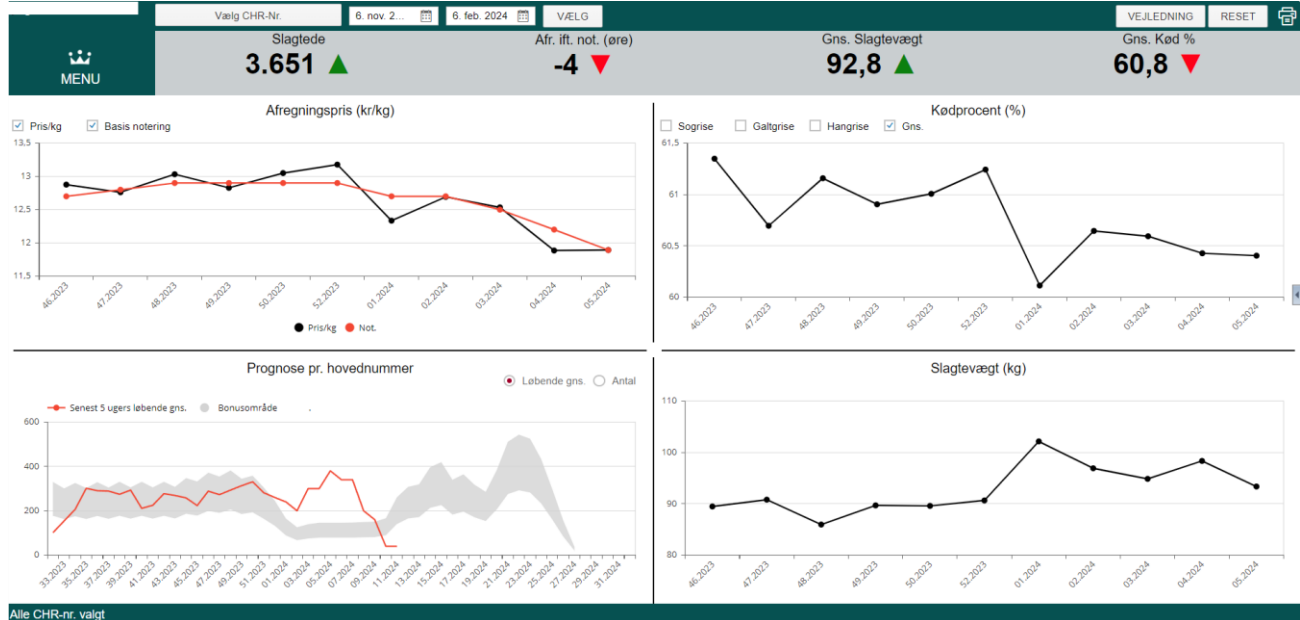 Vælg CHR-Nr. 6. nov. 2... 6. feb. 2024 VÆLG VEJLEDNING RESET
MENU
Slagtede Afr. ift. not. (øre) Gns. Slagtevægt Gns. Kød %
3.651 -4 92,8 60,8
Afregningspris (kr/kg)
Pris/kg Basis notering
13,5
13
12,5
12
11,5
46.2023 47.2023 48.2023 49.2023 50.2023 52.2023 01.2024 02.2024 03.2024 04.2024 05.2024
Pris/kg Not.
Kødprocent (%)
Sogrise Galtgrise Hangrise Gns.
61,5
61
60,5
60
46.2023 47.2023 48.2023 49.2023 50.2023 52.2023 01.2024 02.2024 03.2024 04.2024 05.2024
Prognose pr. hovednummer
Løbende gns. Antal
Senest 5 ugers løbende gns. Bonusområde .
600
400
200
0
33.2023 35.2023 37.2023 39.2023 41.2023 43.2023 45.2023 47.2023 49.2023 51.2023 01.2024 03.2024 05.2024 07.2024 09.2024 11.2024 13.2024 15.2024 17.2024 19.2024 21.2024 23.2024 25.2024 27.2024 29.2024 31.2024
Slagtevægt (kg)
110
100
90
80
46.2023 47.2023 48.2023 49.2023 50.2023 52.2023 01.2024 02.2024 03.2024 04.2024 05.2024
Alle CHR-nr. valgt